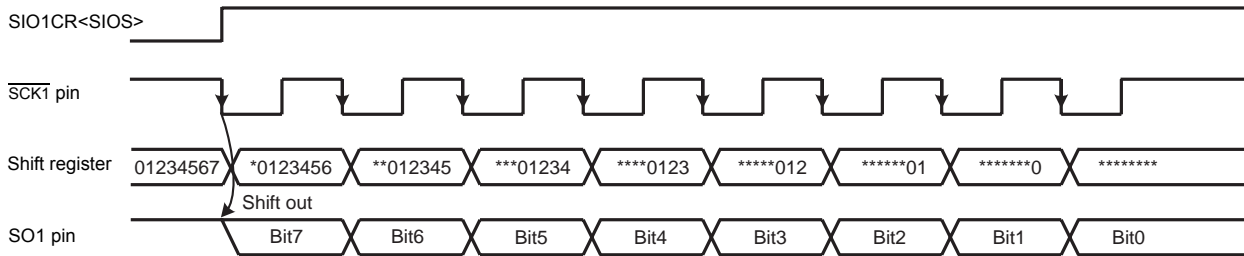 SIO1CR<SIOS>
SCK1 pin
Shift register 01234567 *0123456 **012345 ***01234 ****0123 *****012 ******01 *******0 ********
Shift out
SO1 pin Bit7 Bit6 Bit5 Bit4 Bit3 Bit2 Bit1 Bit0